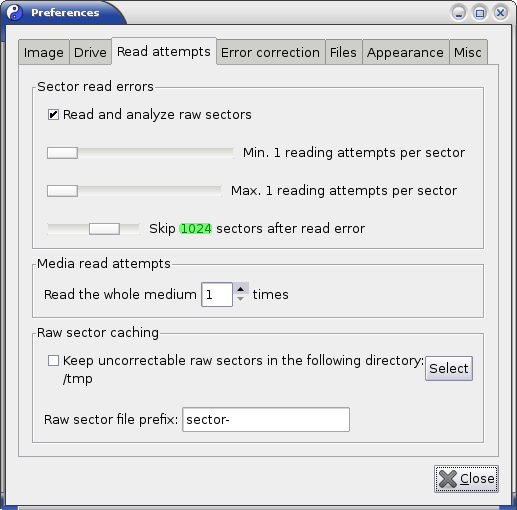 Preferences
Image Drive Read attempts Error correction Files Appearance Misc
Sector read errors
Read and analyze raw sectors
Min. 1 reading attempts per sector
Max. 1 reading attempts per sector
Skip 1024 sectors after read error
Media read attempts
Read the whole medium 1 times
Raw sector caching
Keep uncorrectable raw sectors in the following directory:
/tmp
Select
Raw sector file prefix: sector-
Close